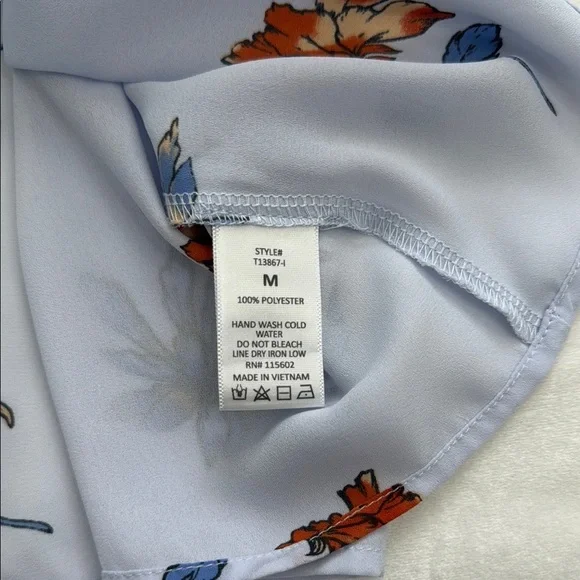 STYLE#
T13867-I
M
100% POLYESTER
HAND WASH COLD
WATER
DO NOT BLEACH
LINE DRY IRON LOW
RN# 115602
MADE IN VIETNAM